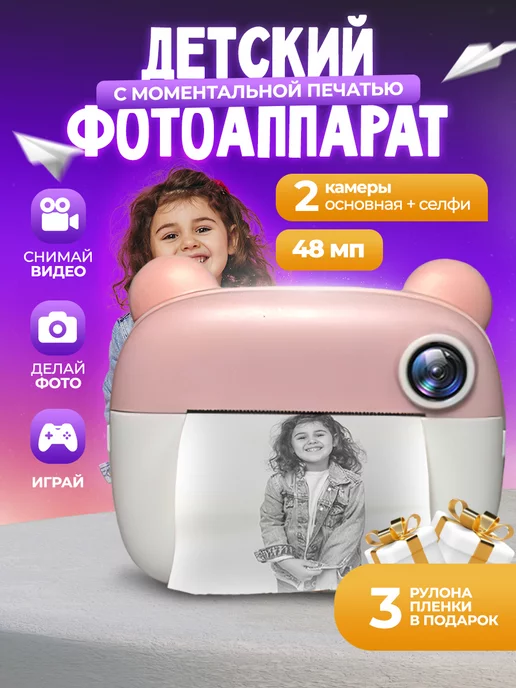 ДЕТСКИЙ
С МОМЕНТАЛЬНОЙ ПЕЧАТЬЮ
ФОТОАППАРАТ
2 камеры
основная + селфи
48 мп
СНИМАЙ
ВИДЕО
ДЕЛАЙ
ФОТО
ИГРАЙ
3 РУЛОНА
ПЛЕНКИ
В ПОДАРОК